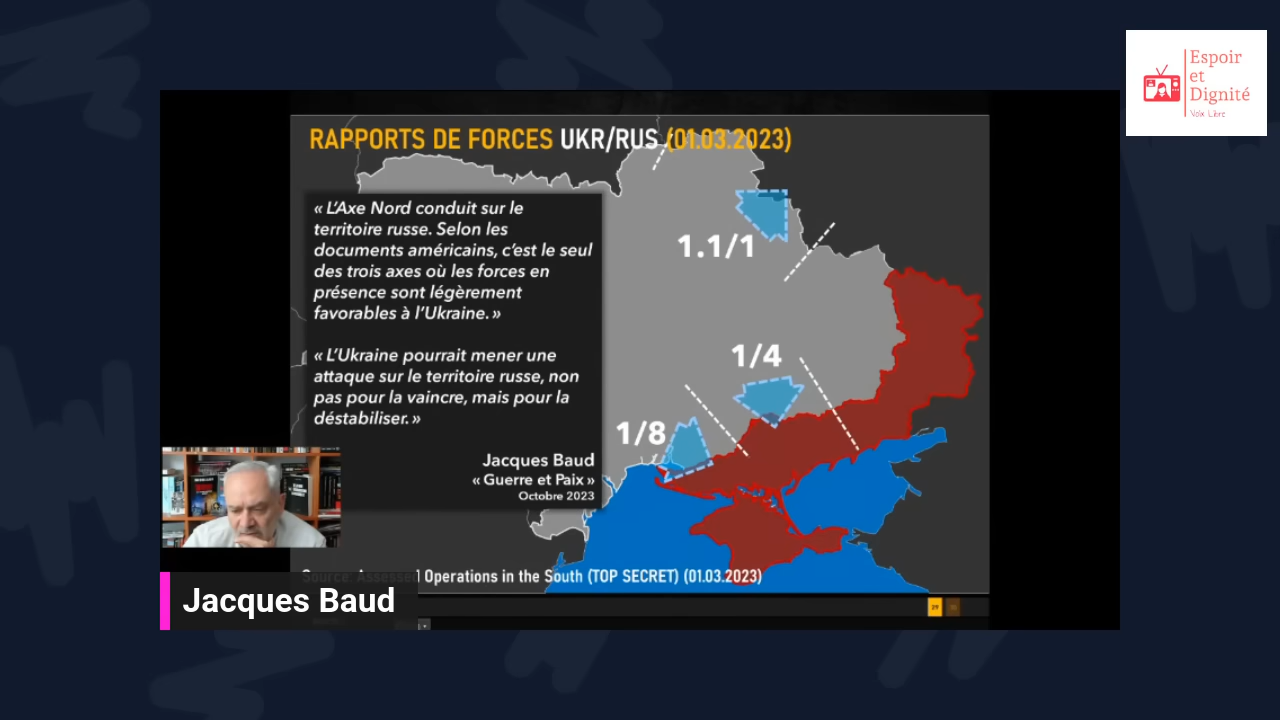 Espoir
et
Dignité
Voix Libre
RAPPORTS DE FORCES UKR/RUS (01.03.2023)
« L'Axe Nord conduit sur le
territoire russe. Selon les
documents américains, c'est le seul
des trois axes où les forces en
présence sont légèrement
favorables à l'Ukraine. »
« L'Ukraine pourrait mener une
attaque sur le territoire russe, non
pas pour la vaincre, mais pour la
déstabiliser. »
Jacques Baud
« Guerre et Paix »
Octobre 2023
1.1/1
1/4
1/8
Source: Assessed Operations in the South (TOP SECRET) (01.03.2023)
Jacques Baud